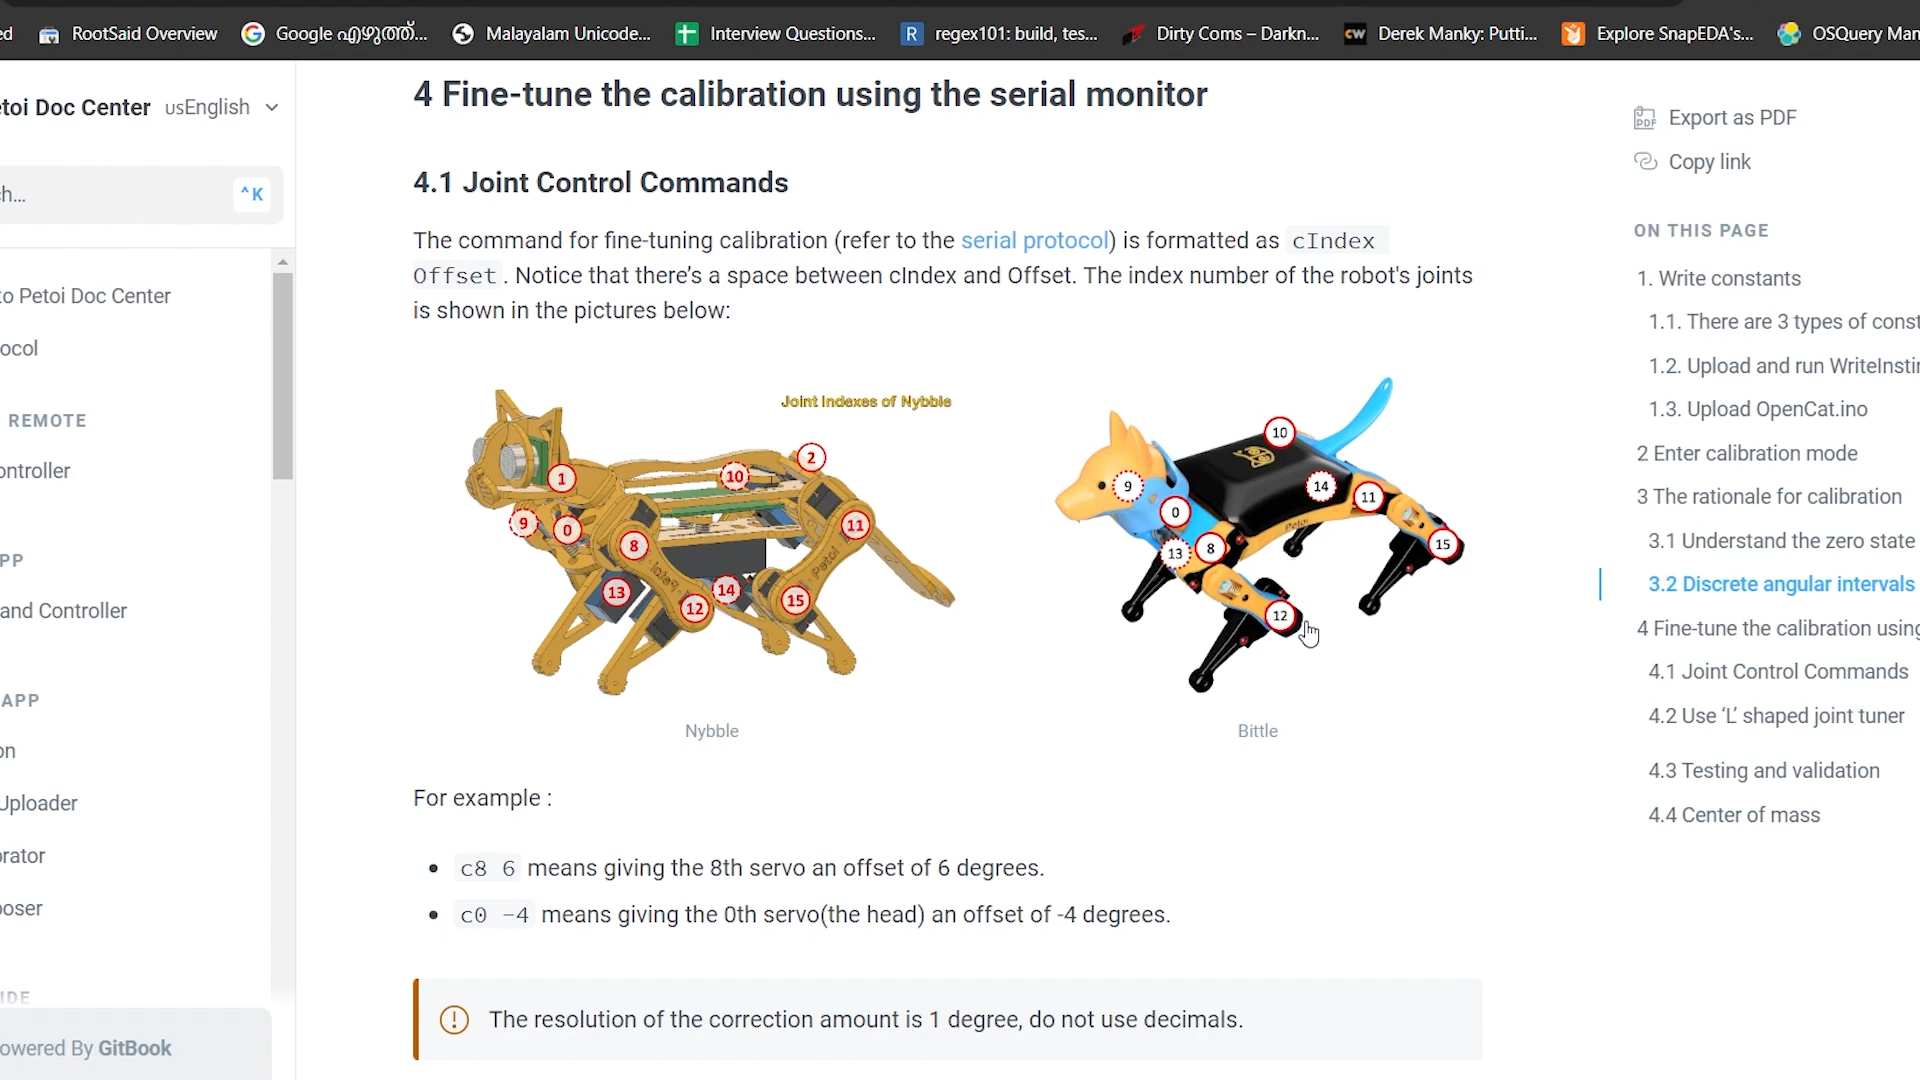 ed
RootSaid Overview
Google എഴുത്ത്...
Malayalam Unicode...
Interview Questions...
R
regex101: build, tes...
Dirty Coms – Darkn...
CW
Derek Manky: Putti...
Explore SnapEDA's...
OSQuery Man
etoi Doc Center
USEnglish
ch...
^K
to Petoi Doc Center
ocol
REMOTE
ontroller
PP
and Controller
APP
on
Uploader
brator
poser
IDE
owered By GitBook
4 Fine-tune the calibration using the serial monitor
4.1 Joint Control Commands
The command for fine-tuning calibration (refer to the serial protocol) is formatted as cIndex
Offset. Notice that there's a space between cIndex and Offset. The index number of the robot's joints
is shown in the pictures below:
Joint Indexes of Nybble
1
10
2
9
0
8
11
13
12
14
15
Petoi
Nybble
10
9
0
14
11
13
8
15
12
Petoi
Bittle
For example :
c8 6 means giving the 8th servo an offset of 6 degrees.
c0 -4 means giving the 0th servo(the head) an offset of -4 degrees.
The resolution of the correction amount is 1 degree, do not use decimals.
PDF
Export as PDF
Copy link
ON THIS PAGE
1. Write constants
1.1. There are 3 types of const
1.2. Upload and run WriteInstin
1.3. Upload OpenCat.ino
2 Enter calibration mode
3 The rationale for calibration
3.1 Understand the zero state
3.2 Discrete angular intervals
4 Fine-tune the calibration using
4.1 Joint Control Commands
4.2 Use ‘L’ shaped joint tuner
4.3 Testing and validation
4.4 Center of mass